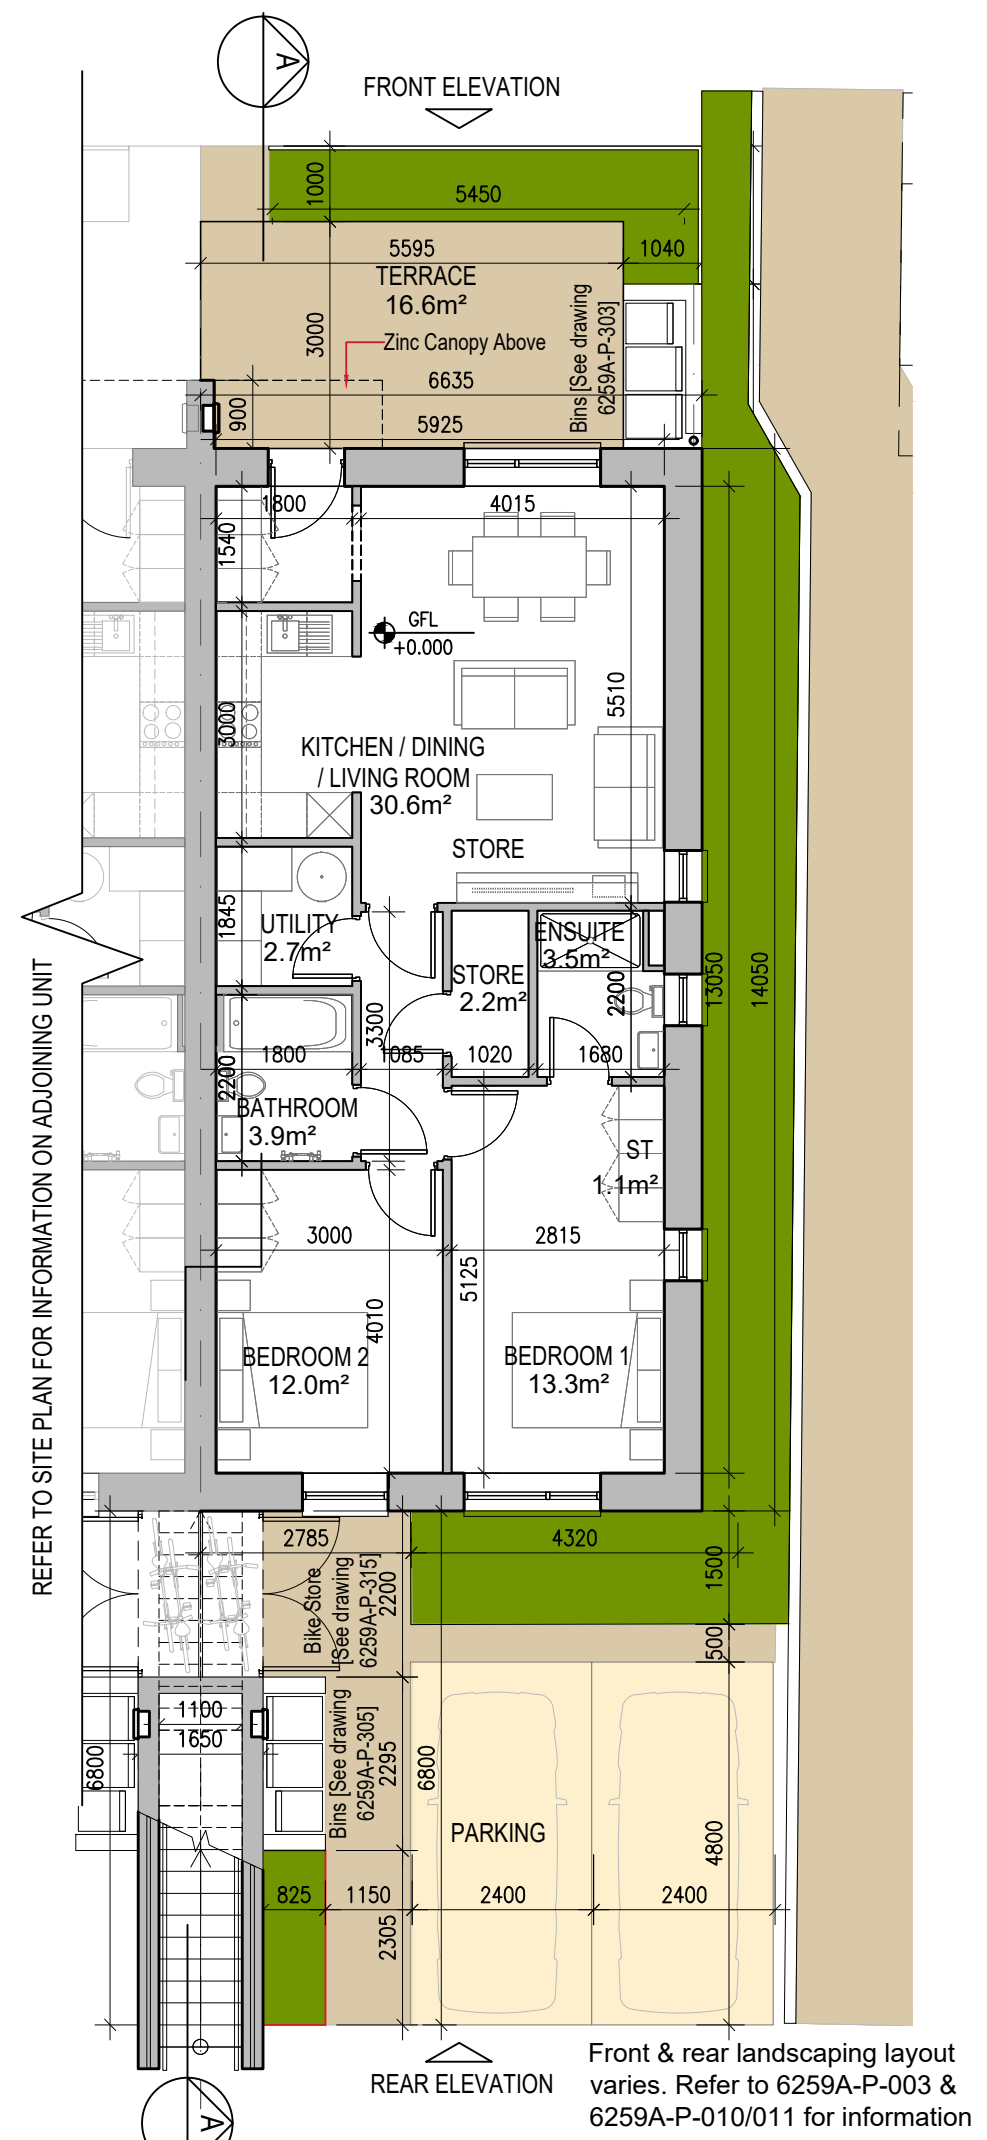 A
FRONT ELEVATION
1000
5450
5595
1040
TERRACE
16.6m²
3000
Zinc Canopy Above
Bins [See drawing
6259A-P-303]
6635
900
5925
1800
4015
1540
GFL
+0.000
5510
3000
KITCHEN / DINING
/ LIVING ROOM
30.6m²
STORE
1845
UTILITY
2.7m²
ENSUITE
3.5m²
STORE
2.2m²
2200
13050
14050
3300
1800
1085
1020
1680
2200
BATHROOM
3.9m²
ST
1.1m²
3000
2815
5125
4010
BEDROOM 2
12.0m²
BEDROOM 1
13.3m²
REFER TO SITE PLAN FOR INFORMATION ON ADJOINING UNIT
2785
4320
1500
Bike Store
[See drawing
6259A-P-315]
2200
500
1100
1650
Bins [See drawing
6259A-P-305]
2295
6800
6800
PARKING
4800
825
1150
2400
2400
2305
REAR ELEVATION
Front & rear landscaping layout
varies. Refer to 6259A-P-003 &
6259A-P-010/011 for information
A